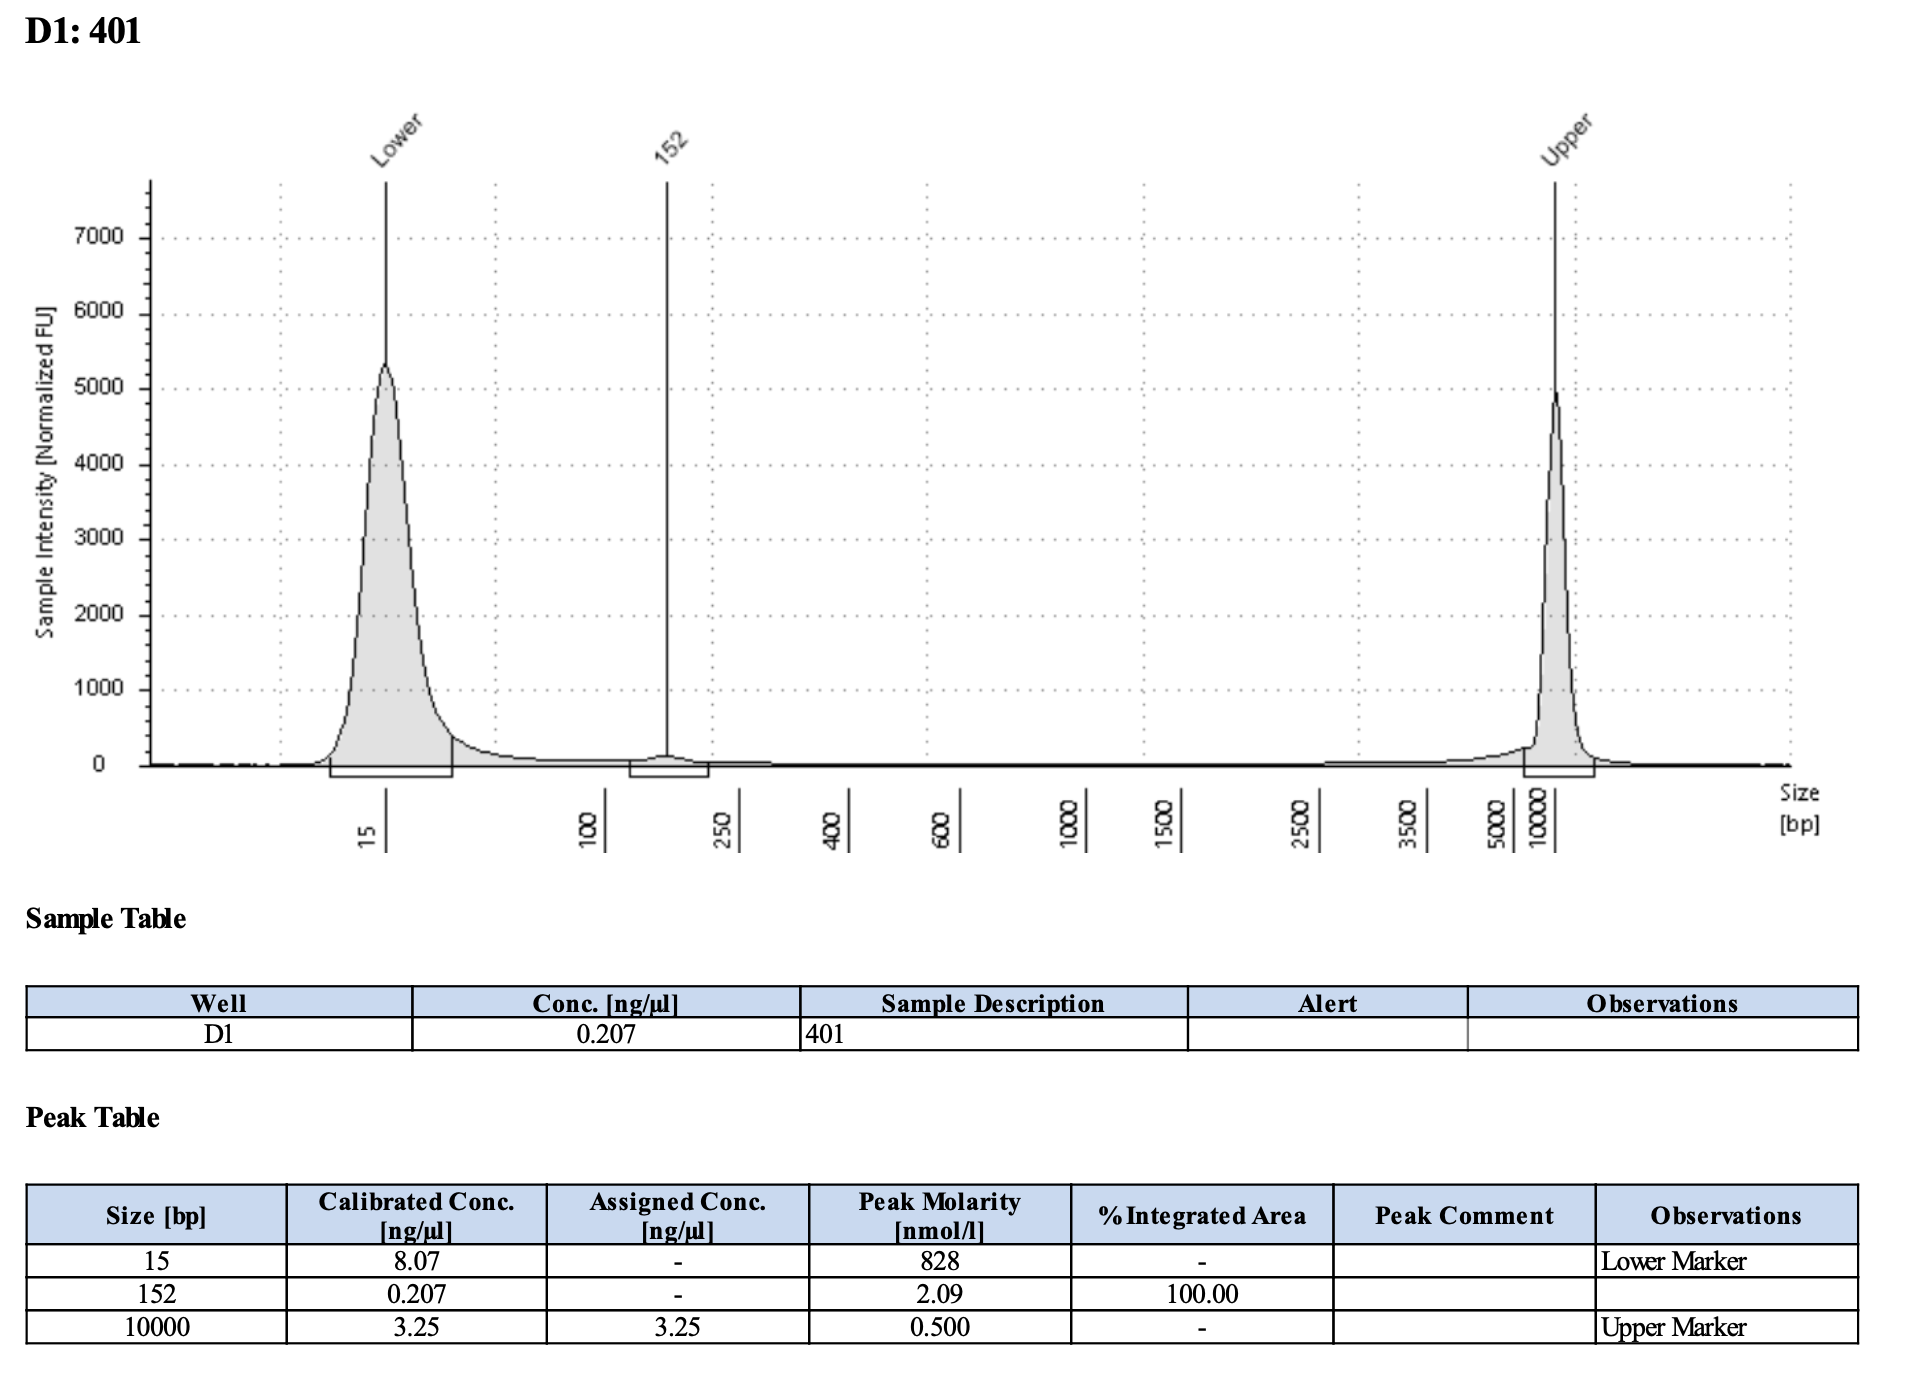 D1: 401
Lower
152
Upper
Sample Intensity [Normalized FU]
7000
6000
5000
4000
3000
2000
1000
0
15
100
250
400
600
1000
1500
2500
3500
5000
10000
Size
[bp]
Sample Table
Well Conc. [ng/µl] Sample Description Alert Observations
D1 0.207 401
Peak Table
Size [bp] Calibrated Conc. [ng/µl] Assigned Conc. [ng/µl] Peak Molarity [nmol/l] % Integrated Area Peak Comment Observations
15 8.07 - 828 - Lower Marker
152 0.207 - 2.09 100.00
10000 3.25 3.25 0.500 - Upper Marker